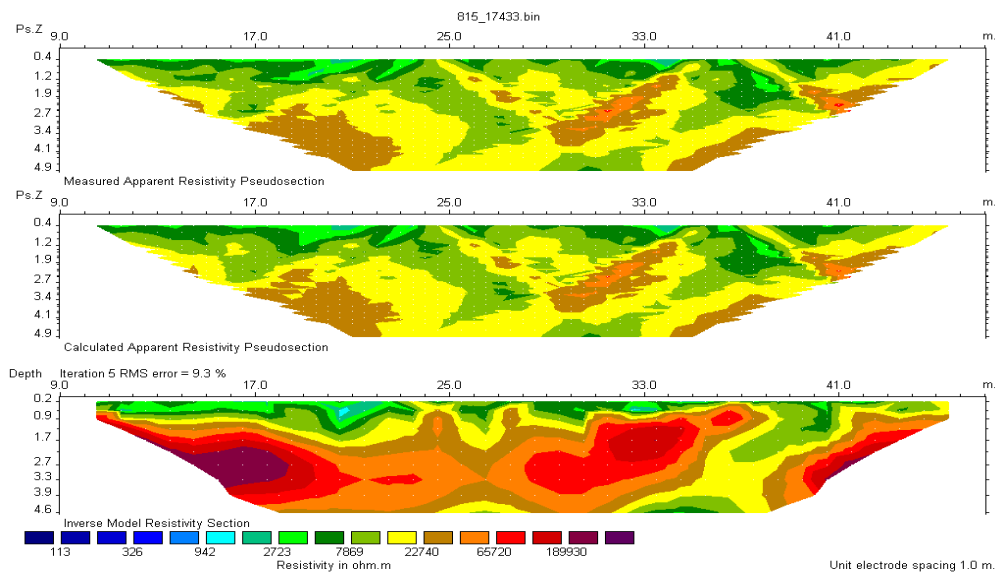 815_17433.bin
Ps.Z 9.0 17.0 25.0 33.0 41.0 m.
0.4
1.2
1.9
2.7
3.4
4.1
4.9
Measured Apparent Resistivity Pseudosection
Ps.Z 9.0 17.0 25.0 33.0 41.0 m.
0.4
1.2
1.9
2.7
3.4
4.1
4.9
Calculated Apparent Resistivity Pseudosection
Depth Iteration 5 RMS error = 9.3 %
9.0 17.0 25.0 33.0 41.0 m.
0.2
0.9
1.7
2.7
3.3
3.9
4.6
Inverse Model Resistivity Section
113 326 942 2723 7869 22740 65720 189930
Resistivity in ohm.m Unit electrode spacing 1.0 m.